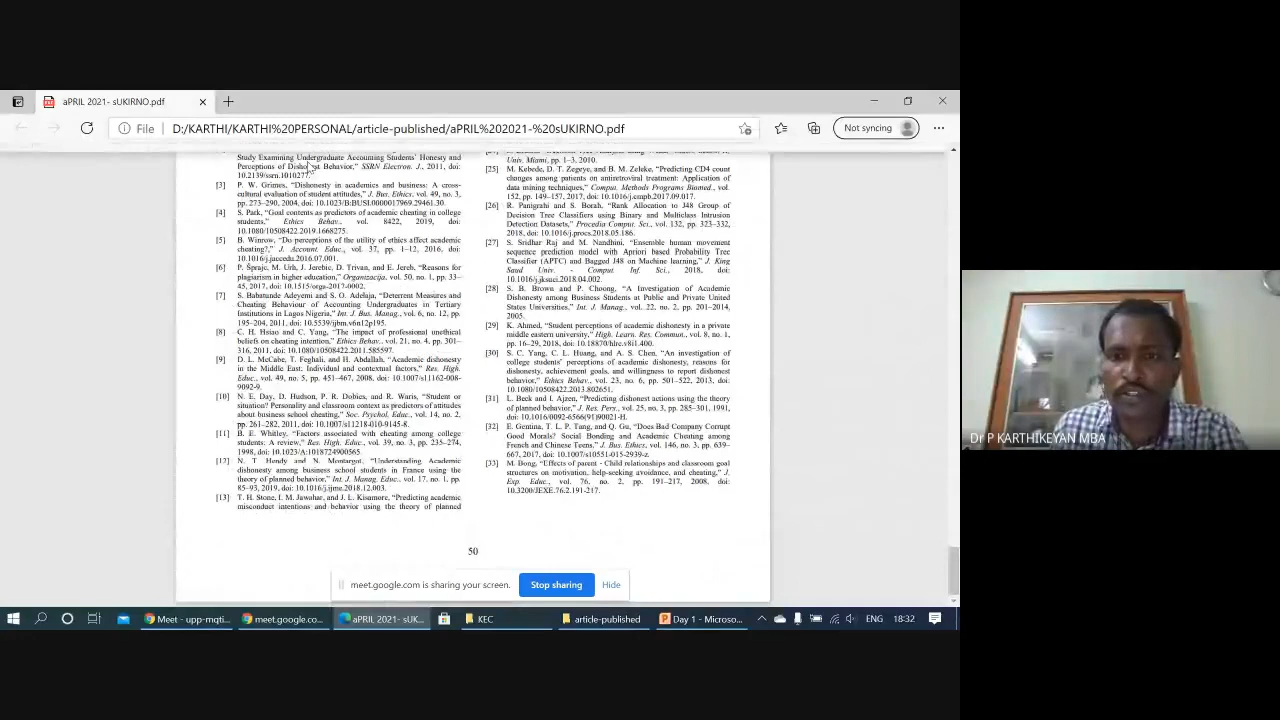 aPRIL 2021- sUKIRNO.pdf
File
D:/KARTHI/KARTHI%20PERSONAL/article-published/aPRIL%202021-%20sUKIRNO.pdf
Not syncing
Study Examining Undergraduate Accounting Students' Honesty and
Perceptions of Dishonest Behavior," SSRN Electron. J., 2011, doi:
10.2139/ssrn.1010277.
[3] P. W. Grimes, "Dishonesty in academics and business: A cross-
cultural evaluation of student attitudes," J. Bus. Ethics, vol. 49, no. 3,
pp. 273–290, 2004, doi: 10.1023/B:BUSI.0000017969.29461.30.
[4] S. Park, "Goal contents as predictors of academic cheating in college
students," Ethics Behav., vol. 8422, 2019, doi:
10.1080/10508422.2019.1668275.
[5] B. Winrow, "Do perceptions of the utility of ethics affect academic
cheating?," J. Account. Educ., vol. 37, pp. 1–12, 2016, doi:
10.1016/j.jaccedu.2016.07.001.
[6] P. Šprajc, M. Urh, J. Jerebic, D. Trivan, and E. Jereb, "Reasons for
plagiarism in higher education," Organizacija, vol. 50, no. 1, pp. 33–
45, 2017, doi: 10.1515/orga-2017-0002.
[7] S. Babatunde Adeyemi and S. O. Adelaja, "Deterrent Measures and
Cheating Behaviour of Accounting Undergraduates in Tertiary
Institutions in Lagos Nigeria," Int. J. Bus. Manag., vol. 6, no. 12, pp.
195–204, 2011, doi: 10.5539/ijbm.v6n12p195.
[8] C. H. Hsiao and C. Yang, "The impact of professional unethical
beliefs on cheating intention," Ethics Behav., vol. 21, no. 4, pp. 301–
316, 2011, doi: 10.1080/10508422.2011.585597.
[9] D. L. McCabe, T. Feghali, and H. Abdallah, "Academic dishonesty
in the Middle East: Individual and contextual factors," Res. High.
Educ., vol. 49, no. 5, pp. 451–467, 2008, doi: 10.1007/s11162-008-
9092-9.
[10] N. E. Day, D. Hudson, P. R. Dobies, and R. Waris, "Student or
situation? Personality and classroom context as predictors of attitudes
about business school cheating," Soc. Psychol. Educ., vol. 14, no. 2,
pp. 261–282, 2011, doi: 10.1007/s11218-010-9145-8.
[11] B. E. Whitley, "Factors associated with cheating among college
students: A review," Res. High. Educ., vol. 39, no. 3, pp. 235–274,
1998, doi: 10.1023/A:1018724900565.
[12] N. T. Hendy and N. Montargot, "Understanding Academic
dishonesty among business school students in France using the
theory of planned behavior," Int. J. Manag. Educ., vol. 17, no. 1, pp.
85–93, 2019, doi: 10.1016/j.ijme.2018.12.003.
[13] T. H. Stone, I. M. Jawahar, and J. L. Kisamore, "Predicting academic
misconduct intentions and behavior using the theory of planned
Univ. Miami, pp. 1–3, 2010.
[25] M. Kebede, D. T. Zegeye, and B. M. Zeleke, "Predicting CD4 count
changes among patients on antiretroviral treatment: Application of
data mining techniques," Comput. Methods Programs Biomed., vol.
152, pp. 149–157, 2017, doi: 10.1016/j.cmpb.2017.09.017.
[26] R. Panigrahi and S. Borah, "Rank Allocation to J48 Group of
Decision Tree Classifiers using Binary and Multiclass Intrusion
Detection Datasets," Procedia Comput. Sci., vol. 132, pp. 323–332,
2018, doi: 10.1016/j.procs.2018.05.186.
[27] S. Sridhar Raj and M. Nandhini, "Ensemble human movement
sequence prediction model with Apriori based Probability Tree
Classifier (APTC) and Bagged J48 on Machine learning," J. King
Saud Univ. - Comput. Inf. Sci., 2018, doi:
10.1016/j.jksuci.2018.04.002.
[28] S. B. Brown and P. Choong, "A Investigation of Academic
Dishonesty among Business Students at Public and Private United
States Universities," Int. J. Manag., vol. 22, no. 2, pp. 201–2014,
2005.
[29] K. Ahmed, "Student perceptions of academic dishonesty in a private
middle eastern university," High. Learn. Res. Commun., vol. 8, no. 1,
pp. 16–29, 2018, doi: 10.18870/hlrc.v8i1.400.
[30] S. C. Yang, C. L. Huang, and A. S. Chen, "An investigation of
college students' perceptions of academic dishonesty, reasons for
dishonesty, achievement goals, and willingness to report dishonest
behavior," Ethics Behav., vol. 23, no. 6, pp. 501–522, 2013, doi:
10.1080/10508422.2013.802651.
[31] L. Beck and I. Ajzen, "Predicting dishonest actions using the theory
of planned behavior," J. Res. Pers., vol. 25, no. 3, pp. 285–301, 1991,
doi: 10.1016/0092-6566(91)90021-H.
[32] E. Gentina, T. L. P. Tang, and Q. Gu, "Does Bad Company Corrupt
Good Morals? Social Bonding and Academic Cheating among
French and Chinese Teens," J. Bus. Ethics, vol. 146, no. 3, pp. 639–
667, 2017, doi: 10.1007/s10551-015-2939-z.
[33] M. Bong, "Effects of parent - Child relationships and classroom goal
structures on motivation, help-seeking avoidance, and cheating," J.
Exp. Educ., vol. 76, no. 2, pp. 191–217, 2008, doi:
10.3200/JEXE.76.2.191-217.
50
meet.google.com is sharing your screen.
Stop sharing
Hide
Dr P KARTHIKEYAN MBA
Meet - upp-mqti...
meet.google.co...
aPRIL 2021- sUK...
KEC
article-published
Day 1 - Microso...
ENG
18:32